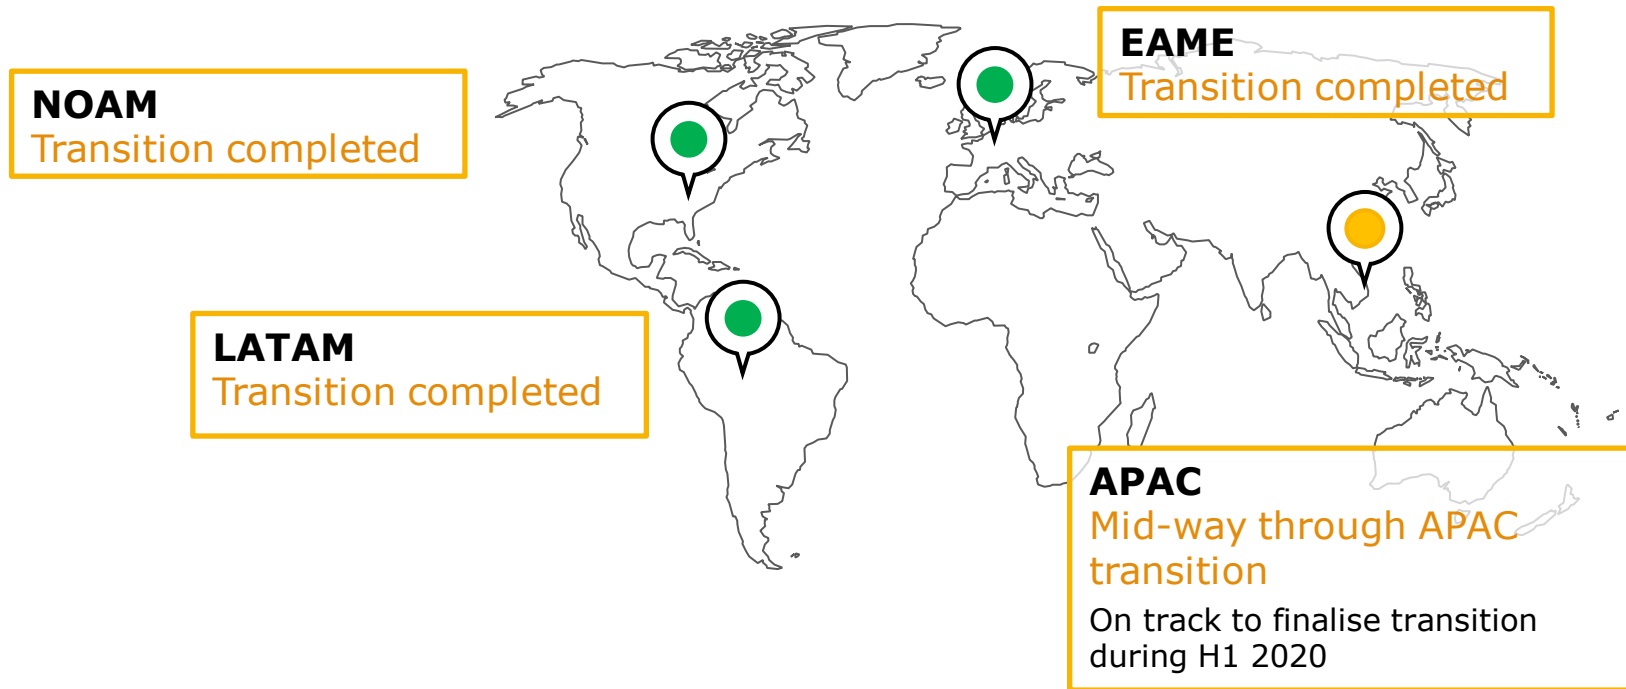 EAME
Transition completed
NOAM
Transition completed
LATAM
Transition completed
APAC
Mid-way through APAC
transition
On track to finalise transition
during H1 2020